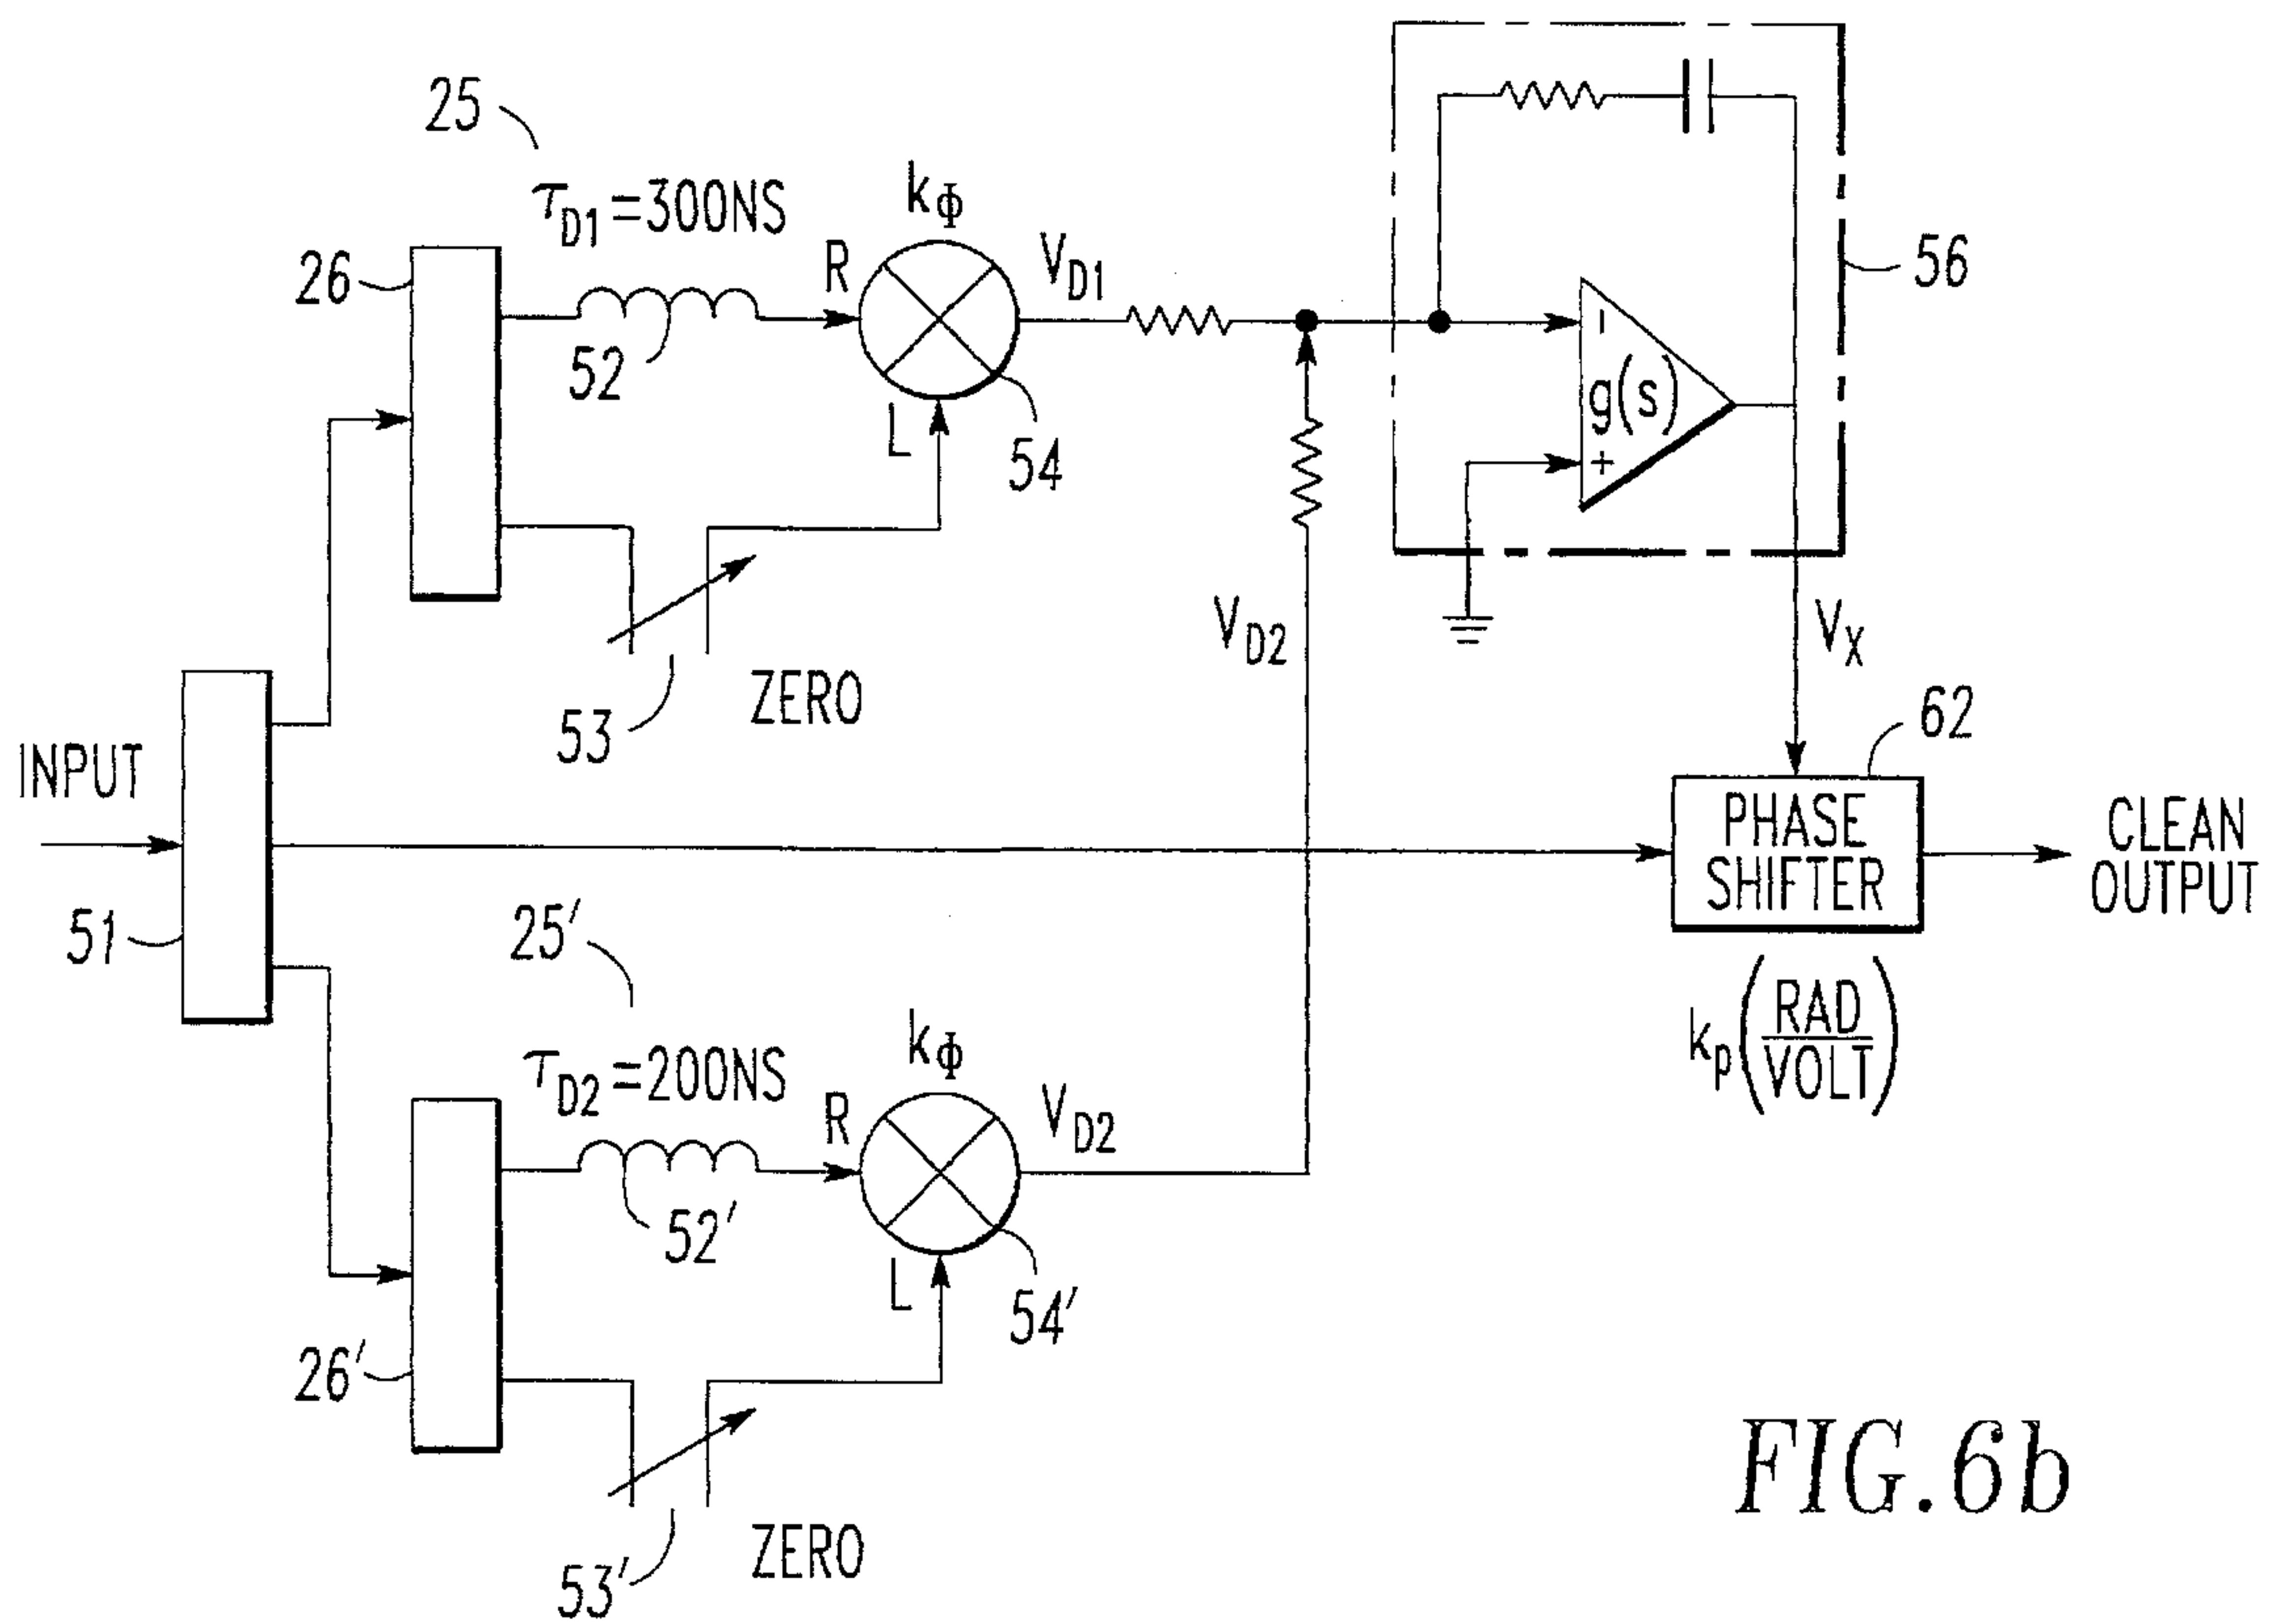 25
τD1=300NS
kΦ
26
R
VD1
52
L
54
−
g(s)
+
56
53
ZERO
VD2
VX
62
INPUT
51
PHASE
SHIFTER
CLEAN
OUTPUT
kp(RAD/VOLT)
25′
τD2=200NS
kΦ
R
VD2
52′
L
54′
26′
53′
ZERO
FIG.6b